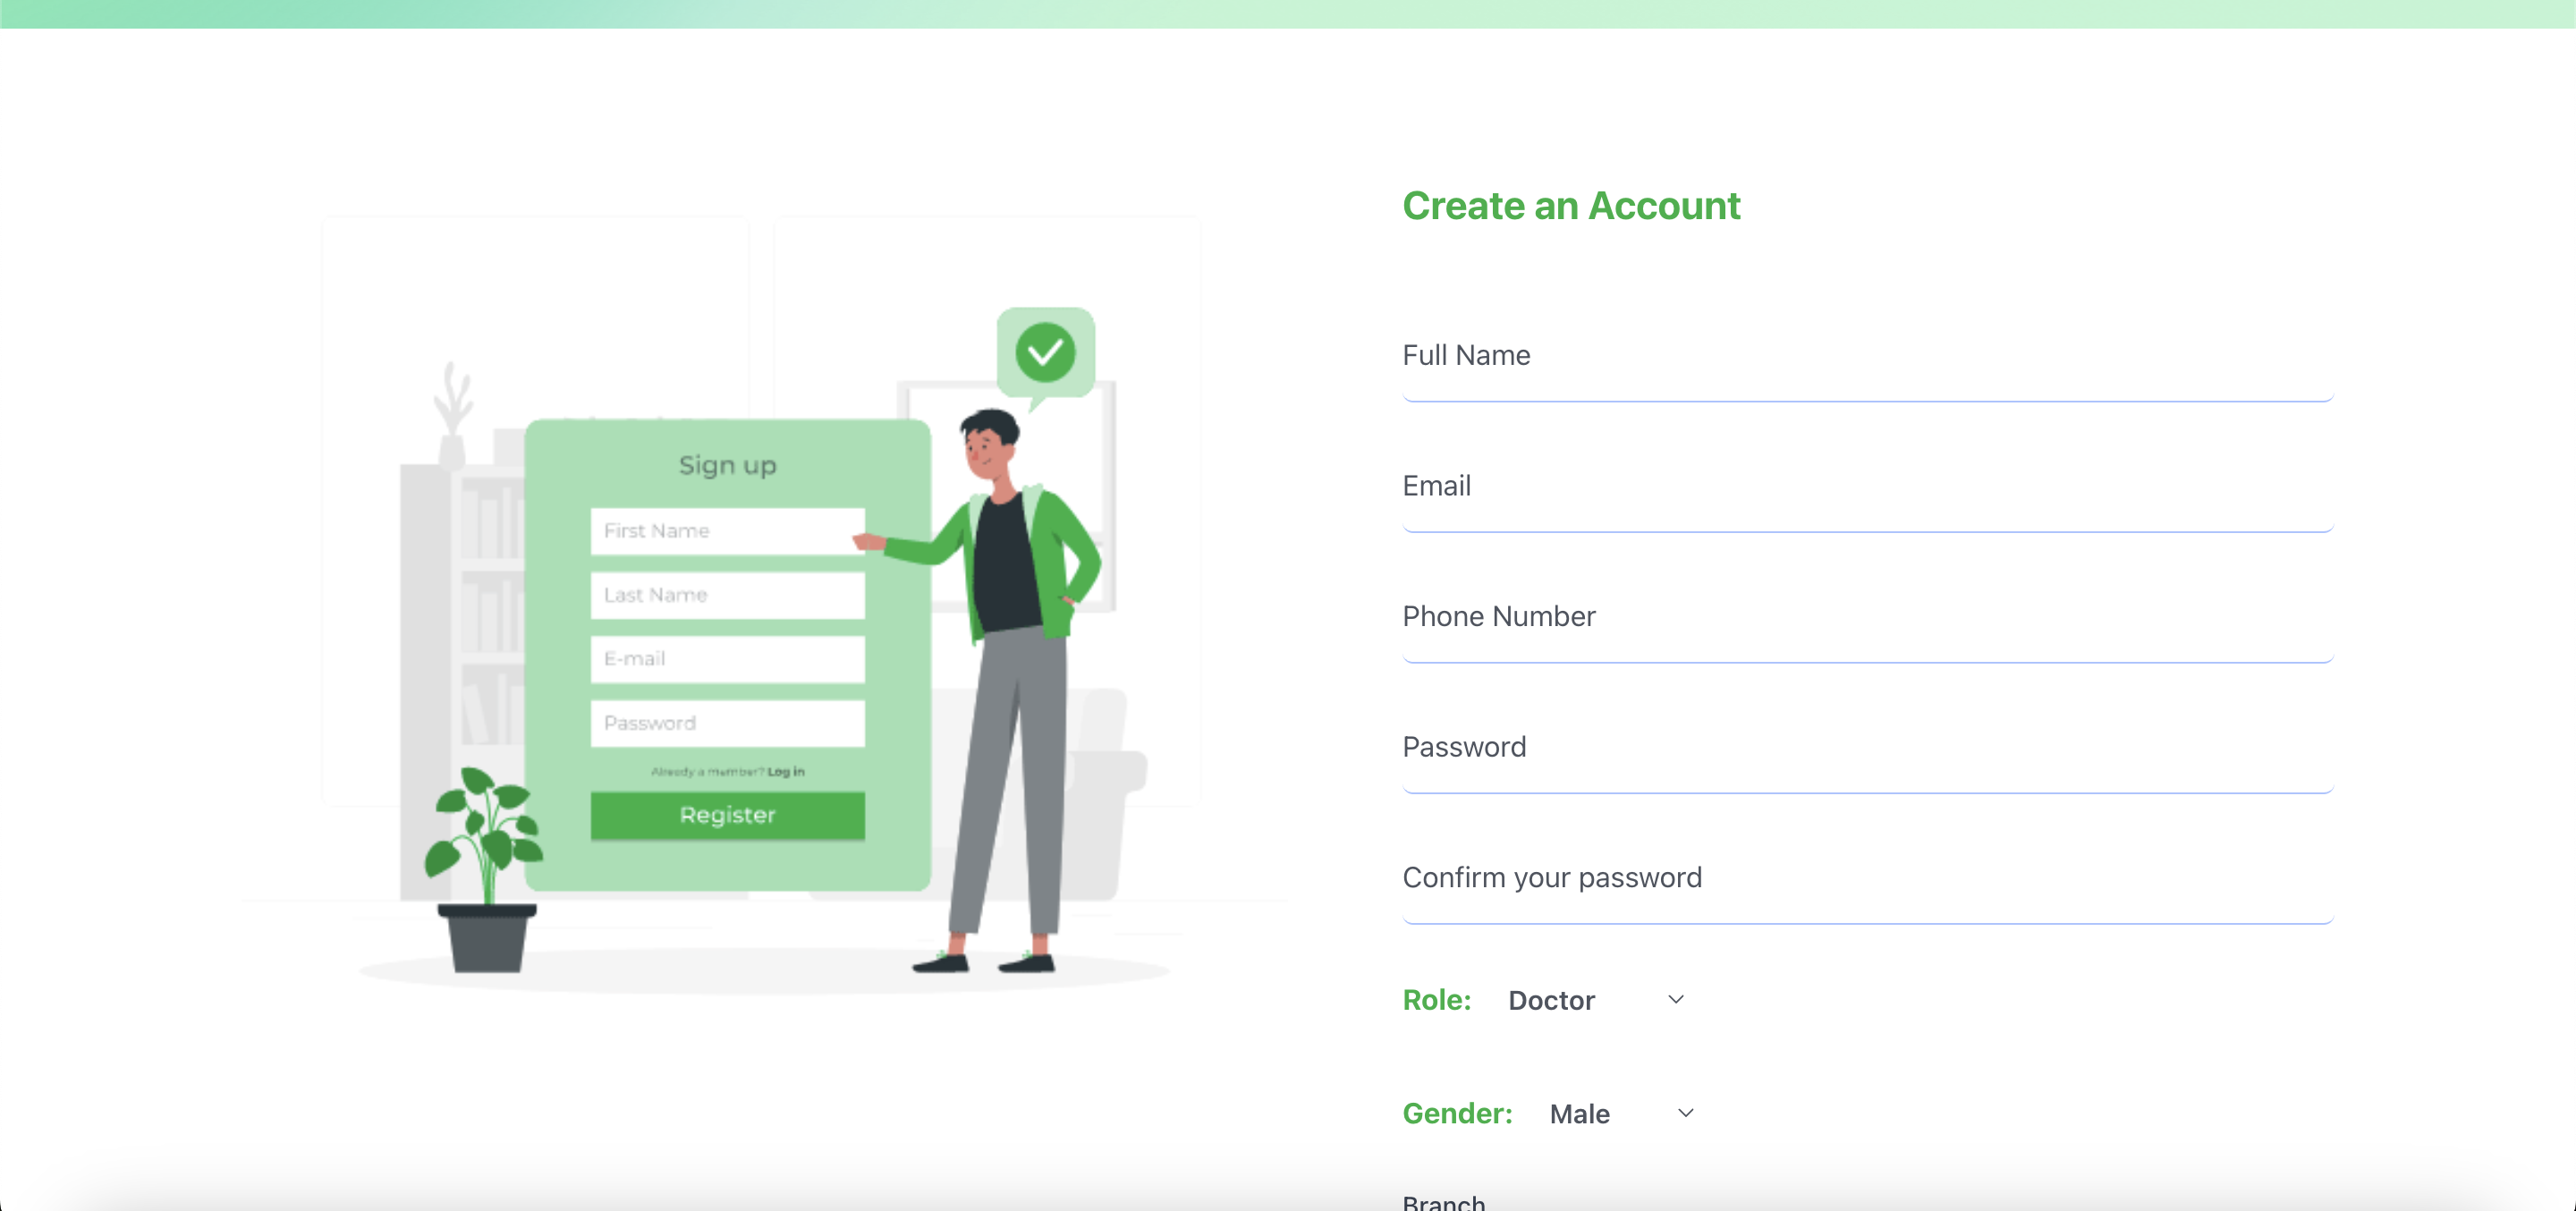 Create an Account
Full Name
Email
Phone Number
Password
Confirm your password
Role: Doctor
Gender: Male
Branch
Sign up
First Name
Last Name
E-mail
Password
Already a member? Log in
Register